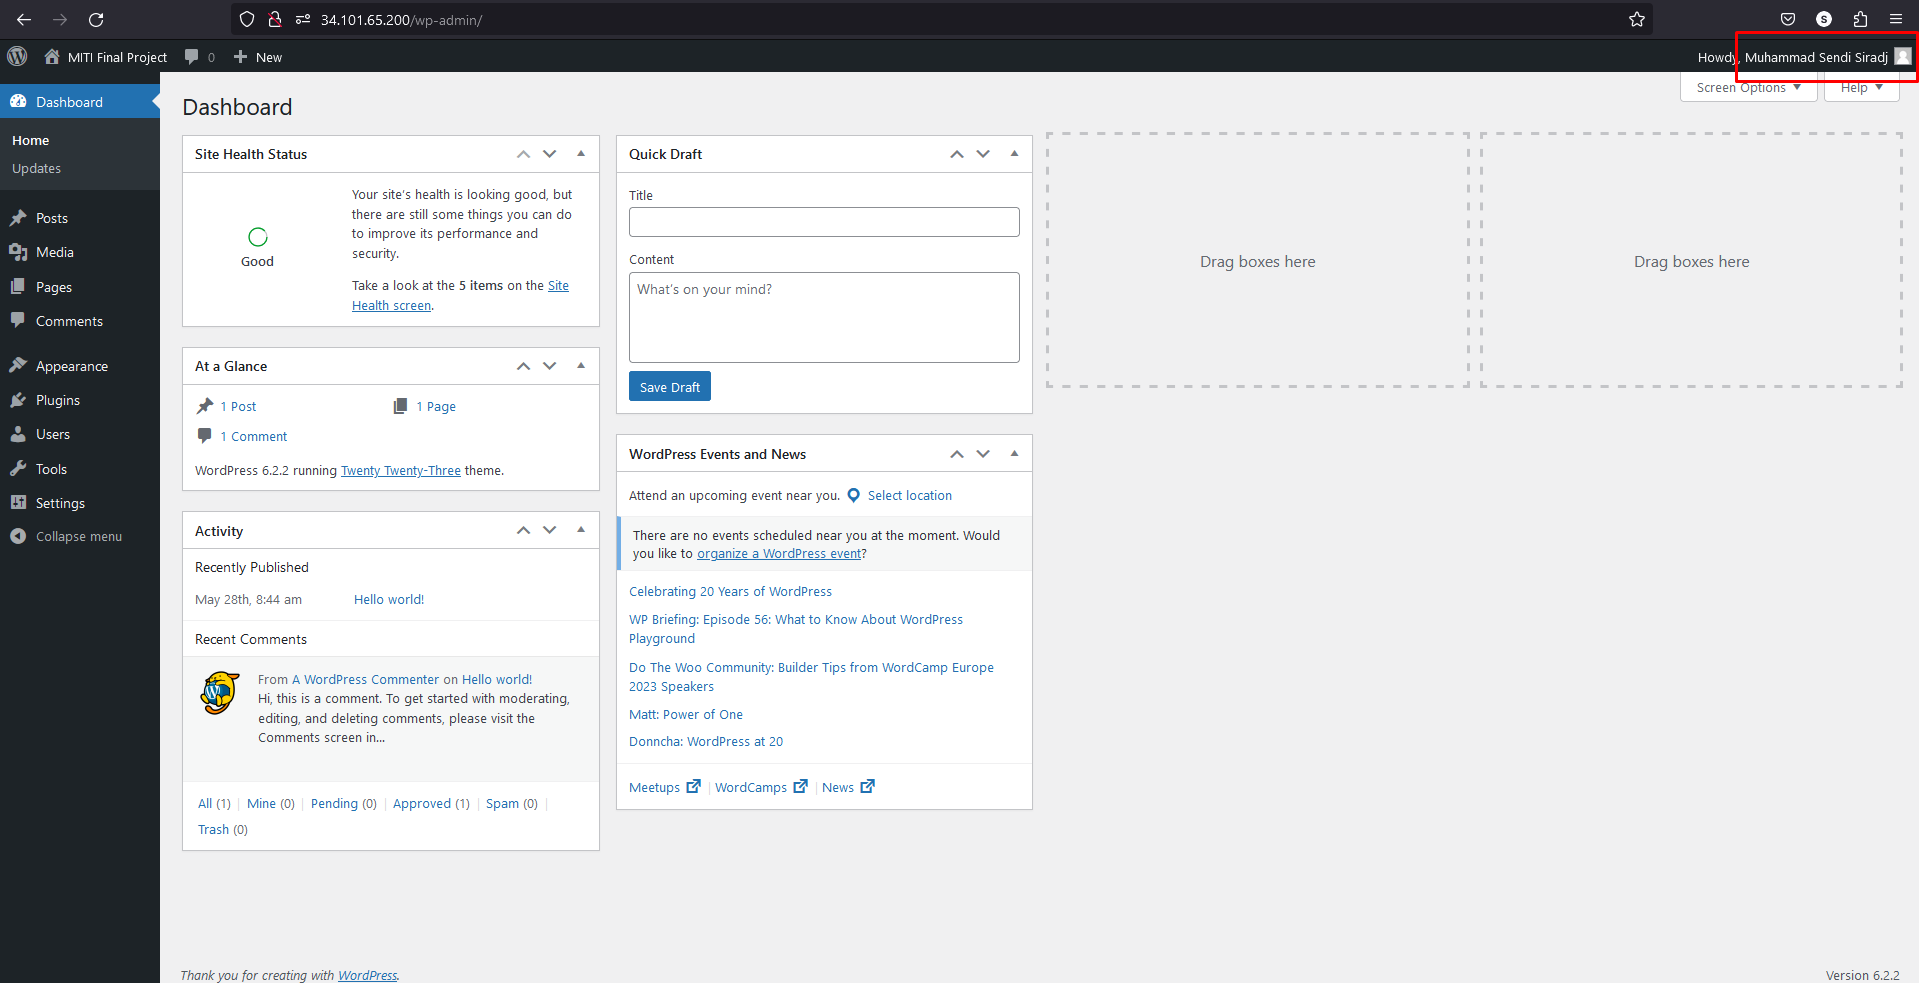 34.101.65.200/wp-admin/
S
MITI Final Project 0 New
Howdy, Muhammad Sendi Siradj
Screen Options Help
Dashboard
Home
Updates
Posts
Media
Pages
Comments
Appearance
Plugins
Users
Tools
Settings
Collapse menu
Dashboard
Site Health Status
Good
Your site's health is looking good, but
there are still some things you can do
to improve its performance and
security.
Take a look at the 5 items on the Site
Health screen.
At a Glance
1 Post 1 Page
1 Comment
WordPress 6.2.2 running Twenty Twenty-Three theme.
Activity
Recently Published
May 28th, 8:44 am Hello world!
Recent Comments
From A WordPress Commenter on Hello world!
Hi, this is a comment. To get started with moderating,
editing, and deleting comments, please visit the
Comments screen in...
All (1) | Mine (0) | Pending (0) | Approved (1) | Spam (0) |
Trash (0)
Quick Draft
Title
Content
What's on your mind?
Save Draft
WordPress Events and News
Attend an upcoming event near you. Select location
There are no events scheduled near you at the moment. Would
you like to organize a WordPress event?
Celebrating 20 Years of WordPress
WP Briefing: Episode 56: What to Know About WordPress
Playground
Do The Woo Community: Builder Tips from WordCamp Europe
2023 Speakers
Matt: Power of One
Donncha: WordPress at 20
Meetups | WordCamps | News
Drag boxes here
Drag boxes here
Thank you for creating with WordPress.
Version 6.2.2